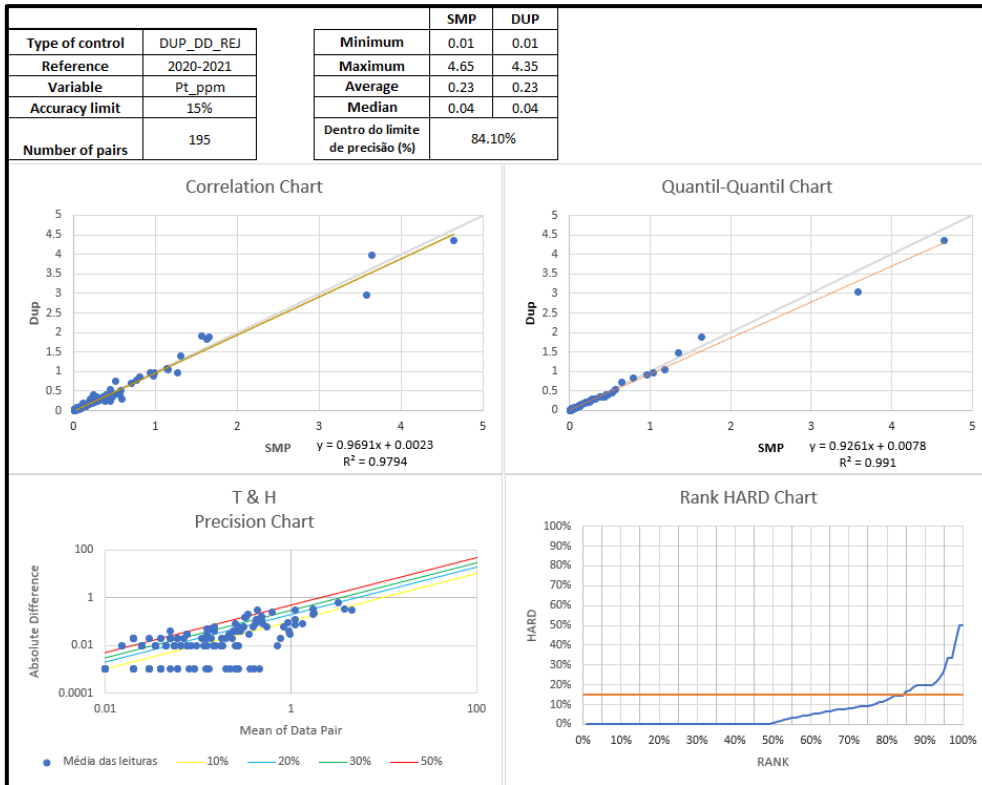 SMP DUP
Type of control DUP_DD_REJ Minimum 0.01 0.01
Reference 2020-2021 Maximum 4.65 4.35
Variable Pt_ppm Average 0.23 0.23
Accuracy limit 15% Median 0.04 0.04
Number of pairs 195 Dentro do limite
de precisão (%) 84.10%
Correlation Chart
5
4.5
4
3.5
3
2.5
2
1.5
1
0.5
0
Dup
0 1 2 3 4 5
SMP y = 0.9691x + 0.0023
R² = 0.9794
Quantil-Quantil Chart
5
4.5
4
3.5
3
2.5
2
1.5
1
0.5
0
Dup
0 1 2 3 4 5
SMP y = 0.9261x + 0.0078
R² = 0.991
T & H
Precision Chart
100
1
0.01
0.0001
Absolute Difference
0.01 1 100
Mean of Data Pair
Média das leituras 10% 20% 30% 50%
Rank HARD Chart
100%
90%
80%
70%
60%
50%
40%
30%
20%
10%
0%
HARD
0% 10% 20% 30% 40% 50% 60% 70% 80% 90% 100%
RANK